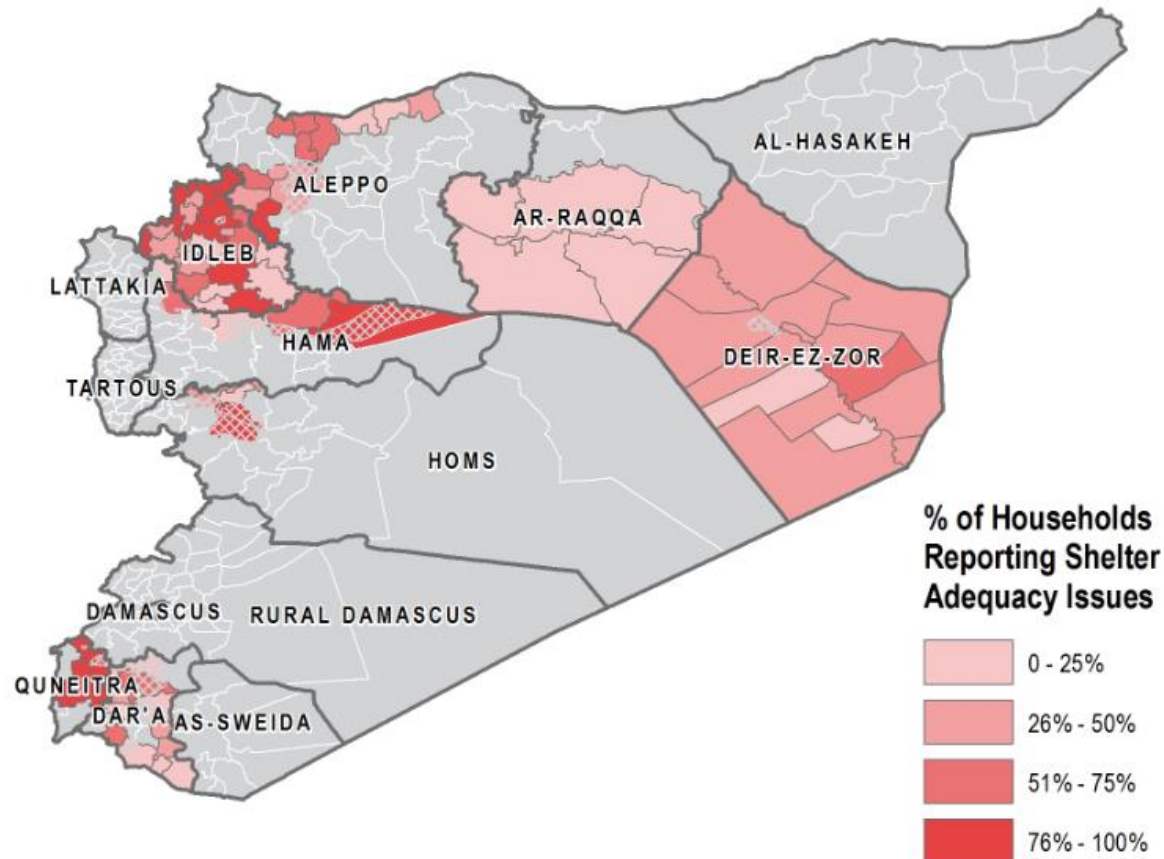 AL-HASAKEH
ALEPPO
AR-RAQQA
IDLEB
LATTAKIA
HAMA
DEIR-EZ-ZOR
TARTOUS
HOMS
DAMASCUS
RURAL DAMASCUS
QUNEITRA
DAR'A
AS-SWEIDA
% of Households
Reporting Shelter
Adequacy Issues
0 - 25%
26% - 50%
51% - 75%
76% - 100%